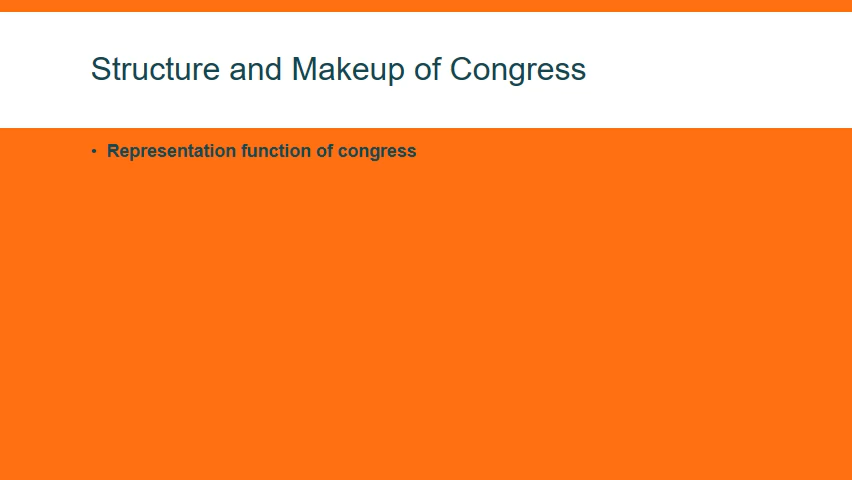 Structure and Makeup of Congress
• Representation function of congress